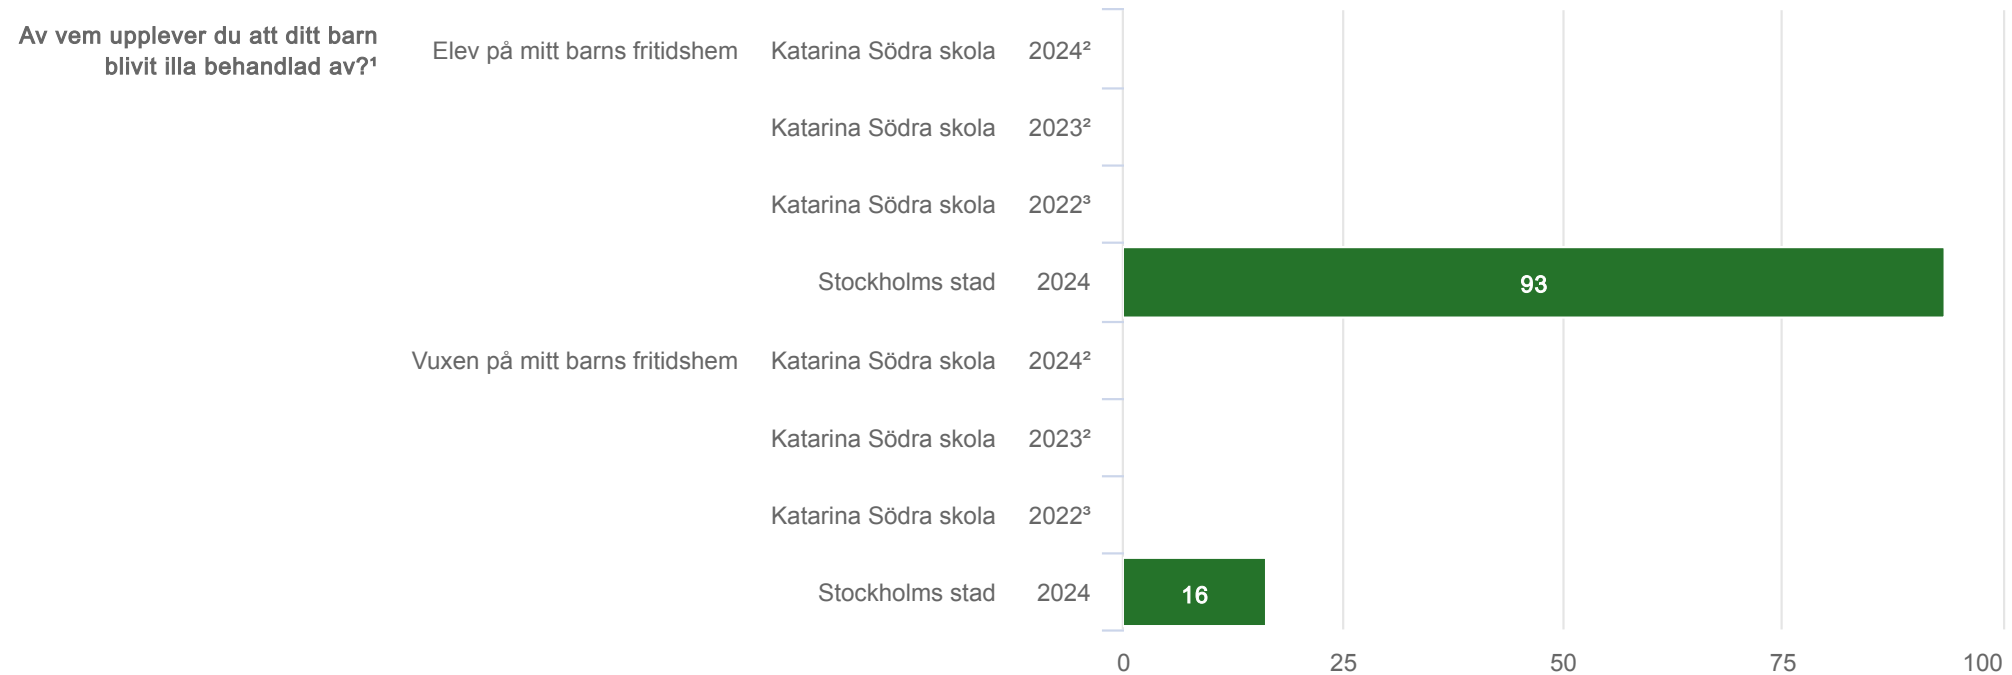 Av vem upplever du att ditt barn
blivit illa behandlad av?¹
Elev på mitt barns fritidshem Katarina Södra skola 2024²
Katarina Södra skola 2023²
Katarina Södra skola 2022³
Stockholms stad 2024 93
Vuxen på mitt barns fritidshem Katarina Södra skola 2024²
Katarina Södra skola 2023²
Katarina Södra skola 2022³
Stockholms stad 2024 16
0 25 50 75 100